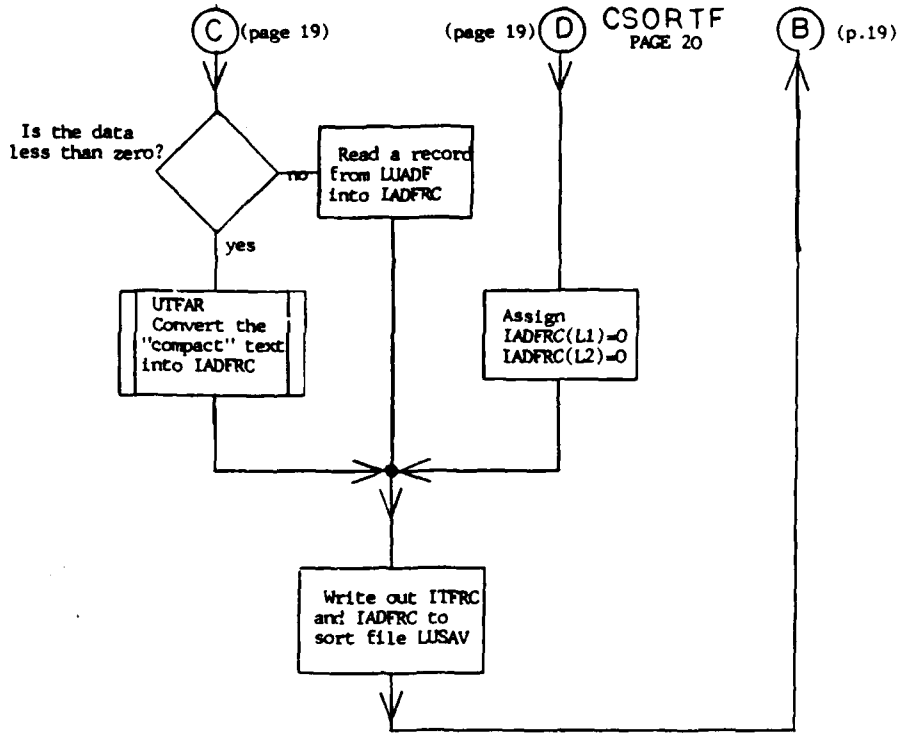 C (page 19)
(page 19) D
CSORTF
PAGE 20
B (p.19)
Is the data
less than zero?
no
Read a record
from LUADF
into IADFRC
yes
UTFAR
Convert the
"compact" text
into IADFRC
Assign
IADFRC(L1)=0
IADFRC(L2)=0
Write out ITFRC
and IADFRC to
sort file LUSAV